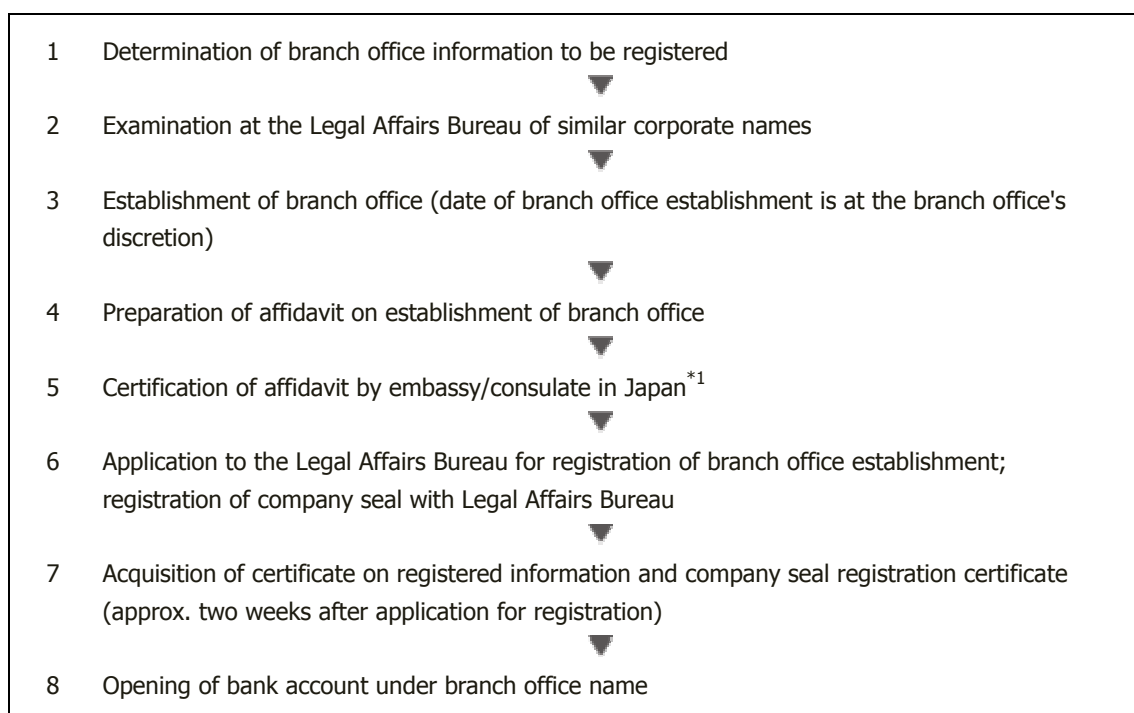 1 Determination of branch office information to be registered
2 Examination at the Legal Affairs Bureau of similar corporate names
3 Establishment of branch office (date of branch office establishment is at the branch office's
discretion)
4 Preparation of affidavit on establishment of branch office
5 Certification of affidavit by embassy/consulate in Japan*1
6 Application to the Legal Affairs Bureau for registration of branch office establishment;
registration of company seal with Legal Affairs Bureau
7 Acquisition of certificate on registered information and company seal registration certificate
(approx. two weeks after application for registration)
8 Opening of bank account under branch office name